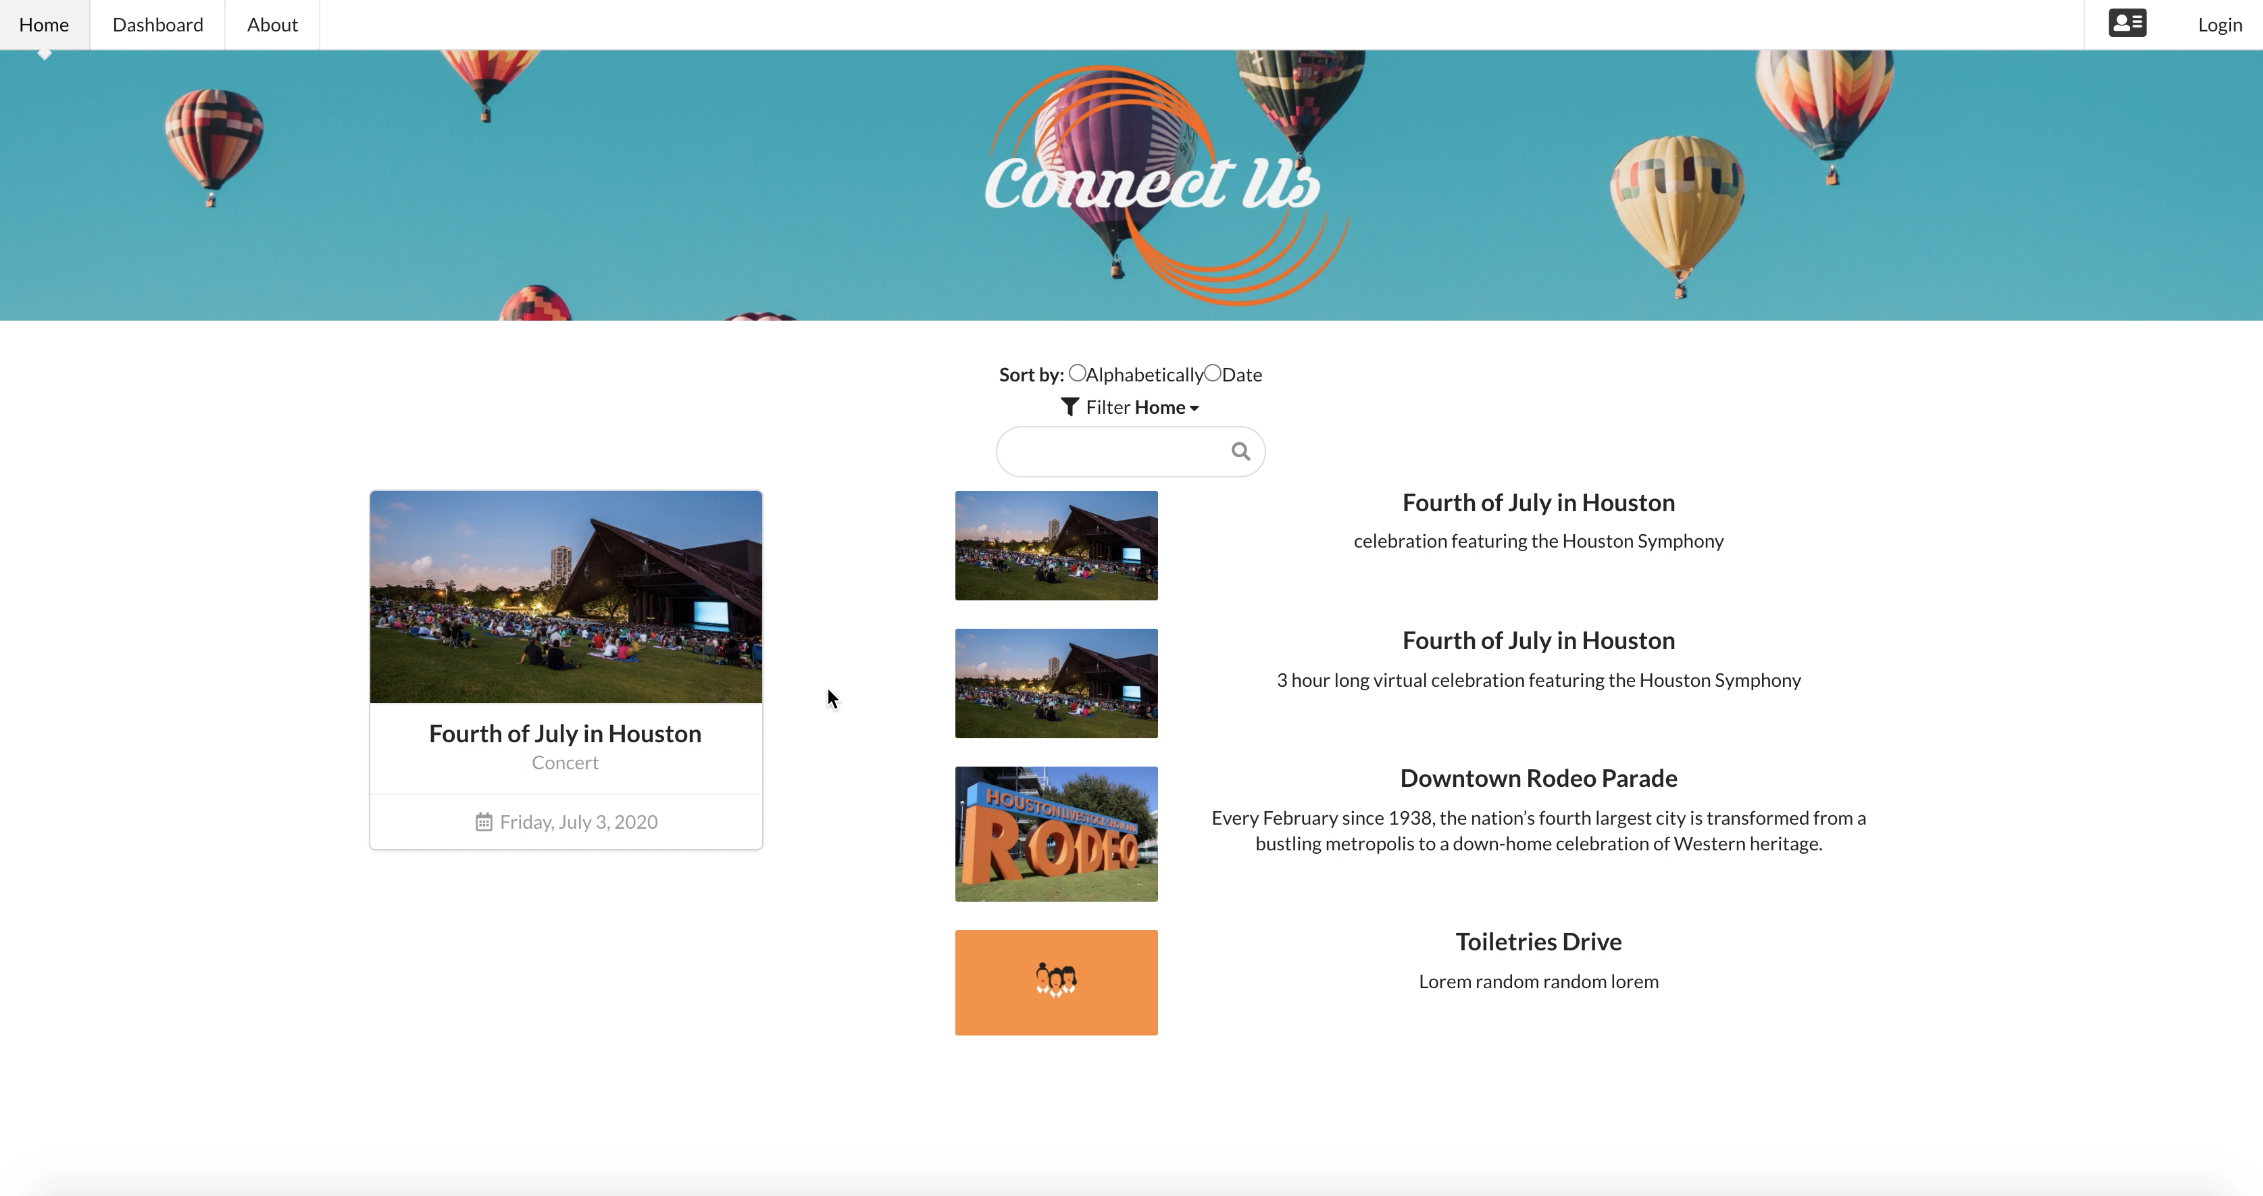 Home Dashboard About Login
Connect Us
Sort by: Alphabetically Date
Filter Home
Fourth of July in Houston
Concert
Friday, July 3, 2020
Fourth of July in Houston
celebration featuring the Houston Symphony
Fourth of July in Houston
3 hour long virtual celebration featuring the Houston Symphony
HOUSTON LIVESTOCK SHOW AND
RODEO
Downtown Rodeo Parade
Every February since 1938, the nation’s fourth largest city is transformed from a
bustling metropolis to a down-home celebration of Western heritage.
Toiletries Drive
Lorem random random lorem